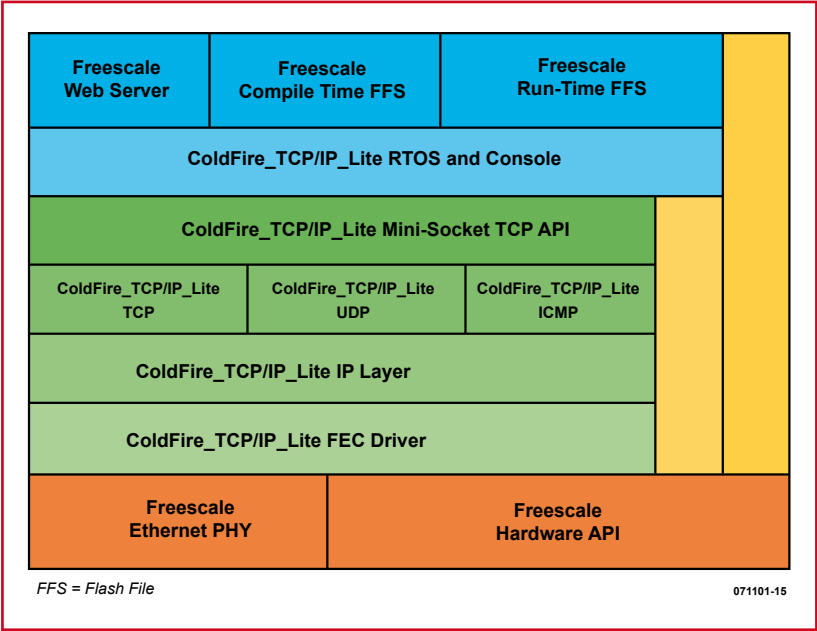 Freescale
Web Server
Freescale
Compile Time FFS
Freescale
Run-Time FFS
ColdFire_TCP/IP_Lite RTOS and Console
ColdFire_TCP/IP_Lite Mini-Socket TCP API
ColdFire_TCP/IP_Lite
TCP
ColdFire_TCP/IP_Lite
UDP
ColdFire_TCP/IP_Lite
ICMP
ColdFire_TCP/IP_Lite IP Layer
ColdFire_TCP/IP_Lite FEC Driver
Freescale
Ethernet PHY
Freescale
Hardware API
FFS = Flash File
071101-15